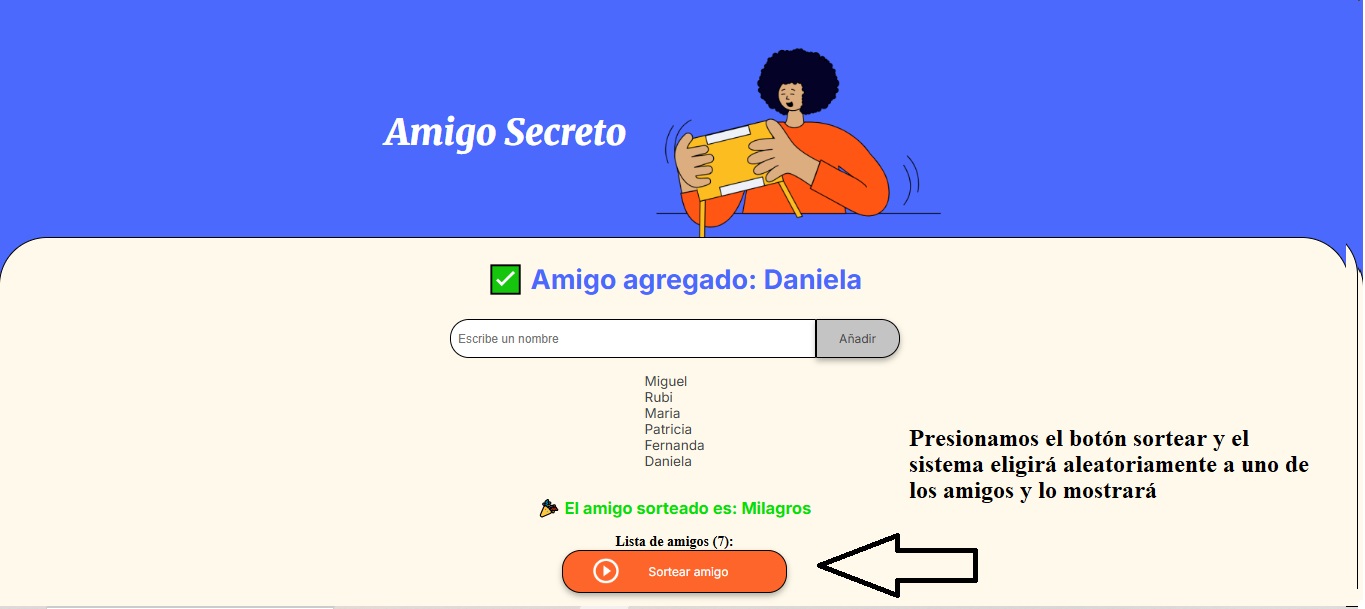 Amigo Secreto
✅ Amigo agregado: Daniela
Escribe un nombre
Añadir
Miguel
Rubi
Maria
Patricia
Fernanda
Daniela
Presionamos el botón sortear y el
sistema eligirá aleatoriamente a uno de
los amigos y lo mostrará
🎉 El amigo sorteado es: Milagros
Lista de amigos (7):
Sortear amigo